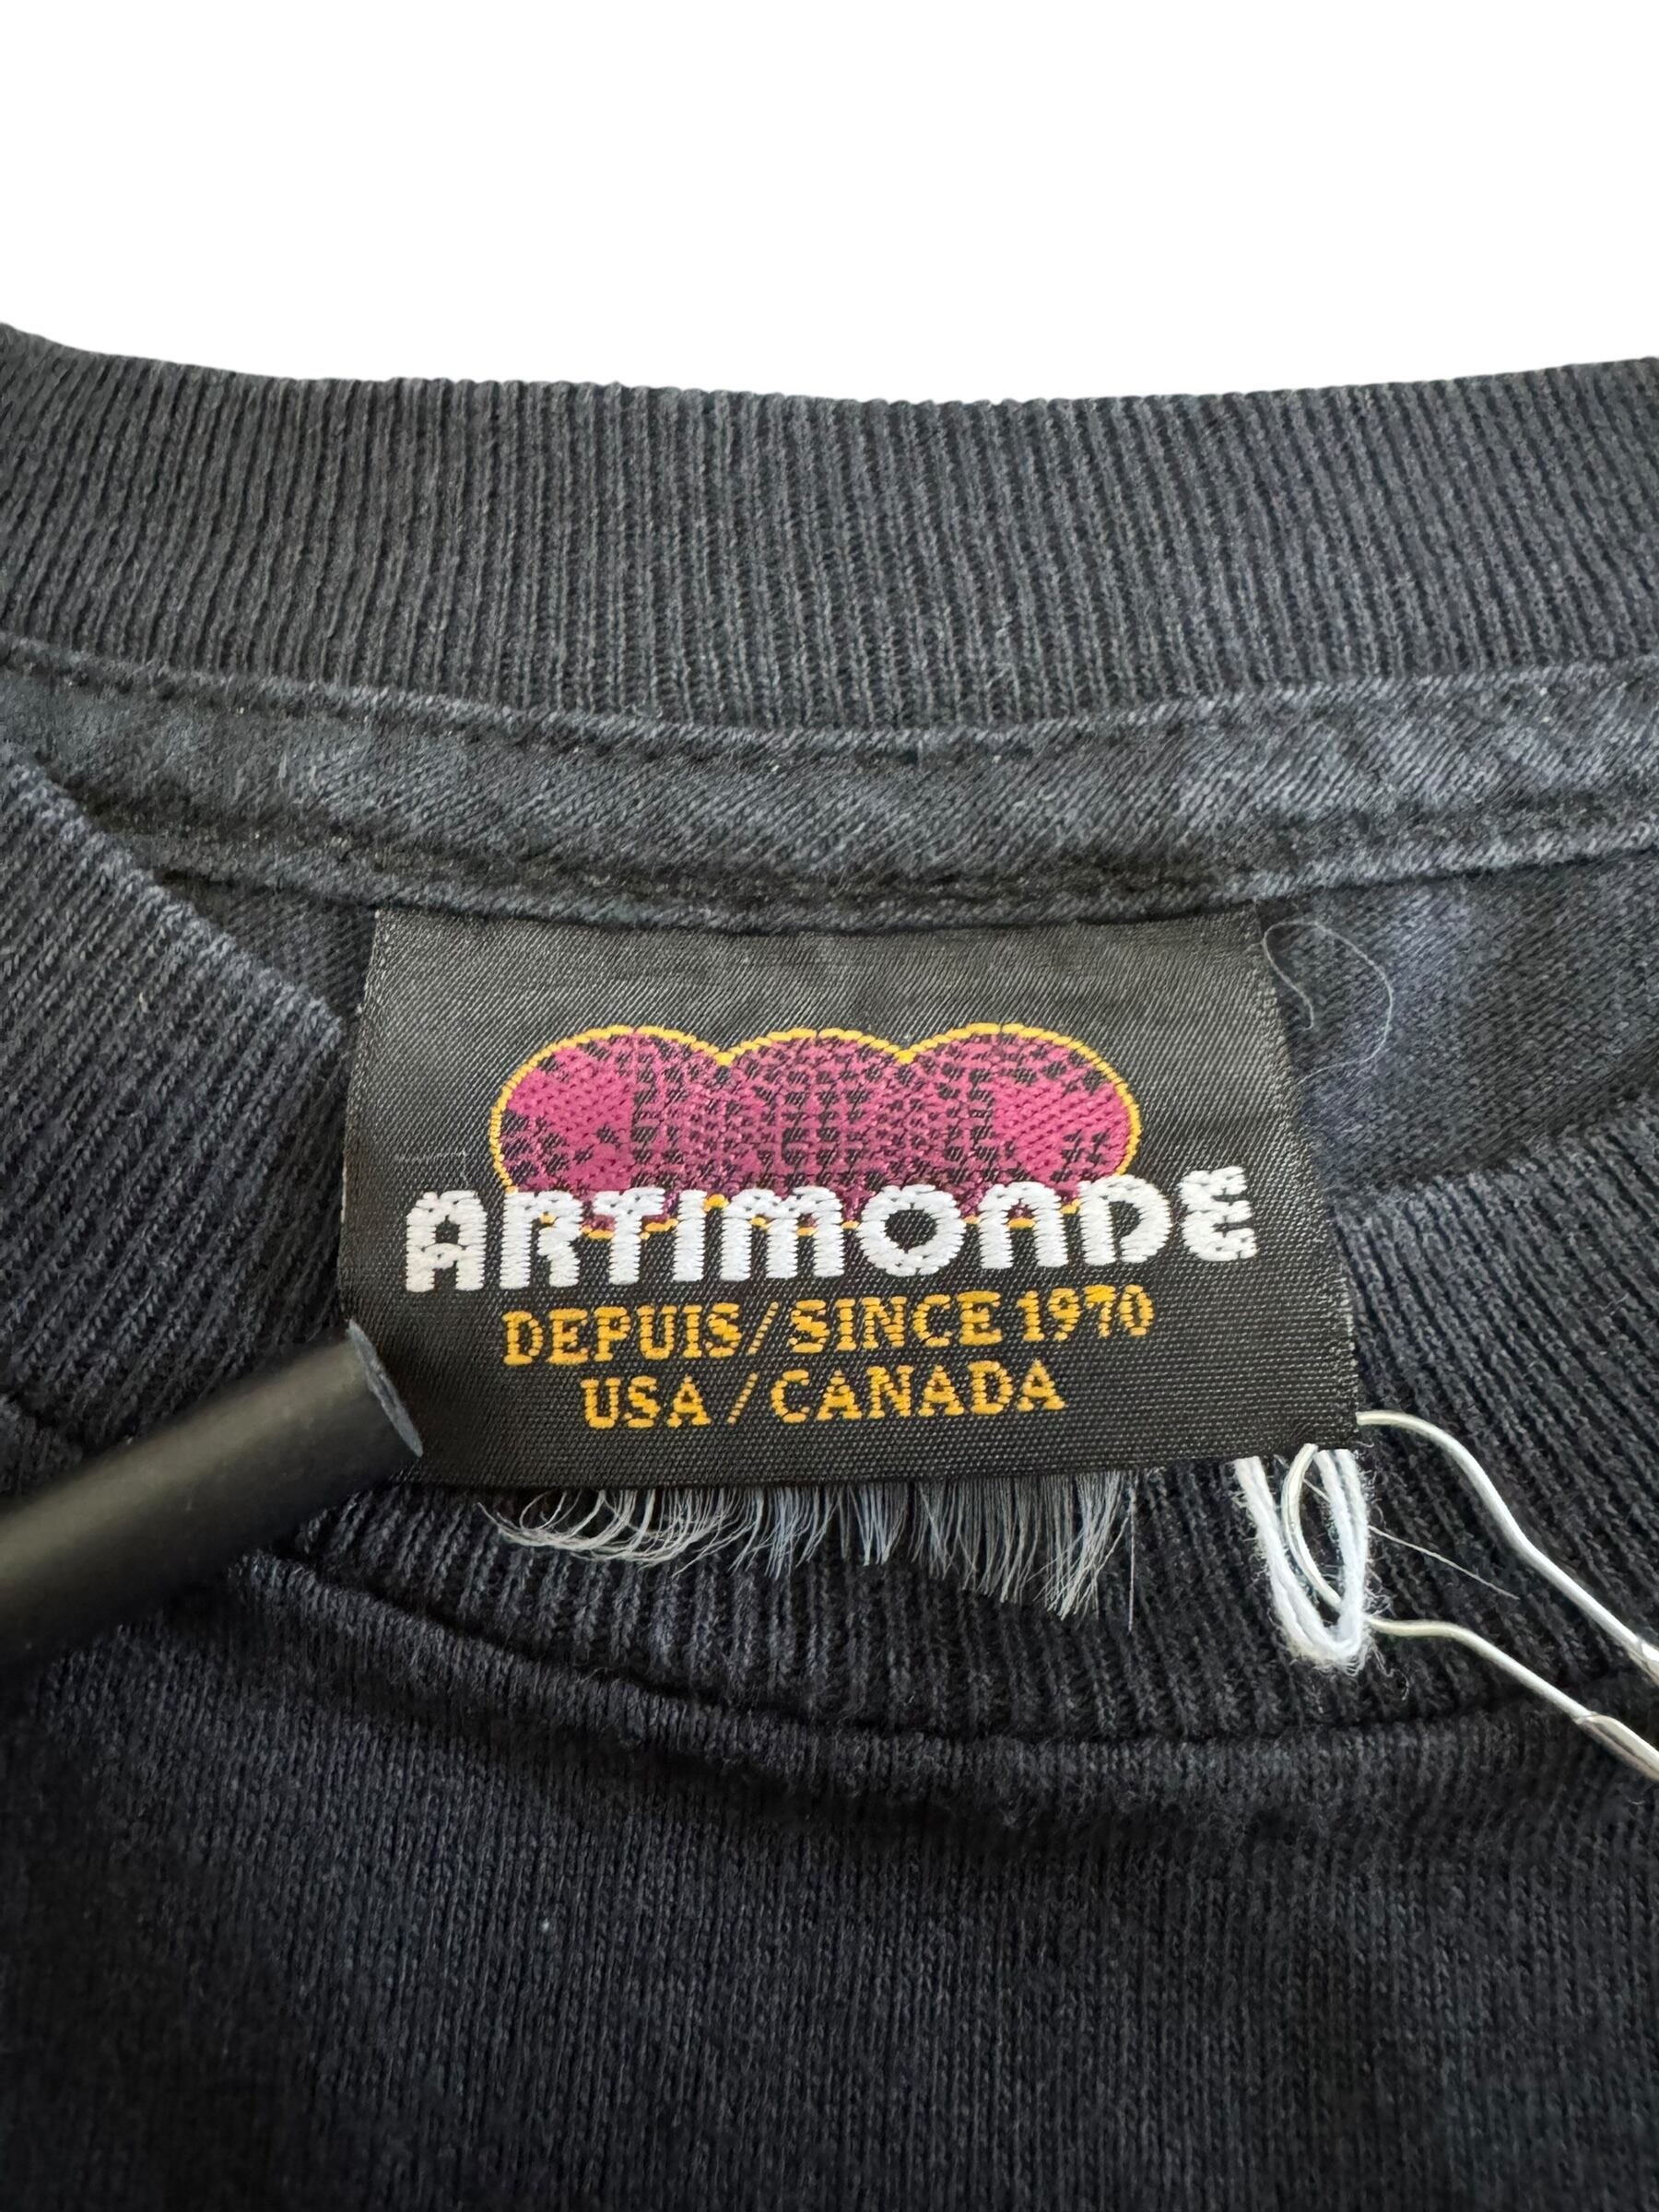 ARTIMONDE
DEPUIS/SINCE 1970
USA/CANADA